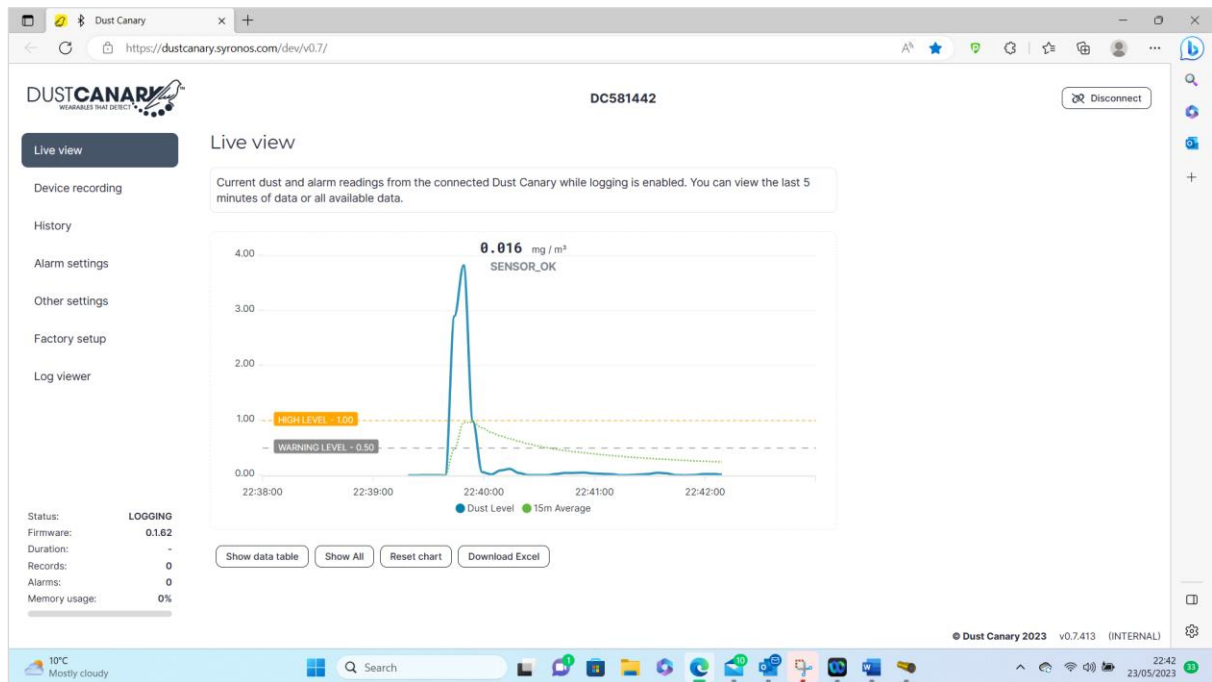 Dust Canary
https://dustcanary.syronos.com/dev/v0.7/
DUSTCANARY™
WEARABLES THAT DETECT
DC581442
Disconnect
Live view
Device recording
History
Alarm settings
Other settings
Factory setup
Log viewer
Live view
Current dust and alarm readings from the connected Dust Canary while logging is enabled. You can view the last 5
minutes of data or all available data.
0.016 mg / m³
SENSOR_OK
4.00
3.00
2.00
1.00
HIGH LEVEL - 1.00
WARNING LEVEL - 0.50
0.00
22:38:00 22:39:00 22:40:00 22:41:00 22:42:00
Dust Level 15m Average
Show data table Show All Reset chart Download Excel
Status: LOGGING
Firmware: 0.1.62
Duration: -
Records: 0
Alarms: 0
Memory usage: 0%
© Dust Canary 2023 v0.7.413 (INTERNAL)
10°C
Mostly cloudy
Search
22:42
23/05/2023
33